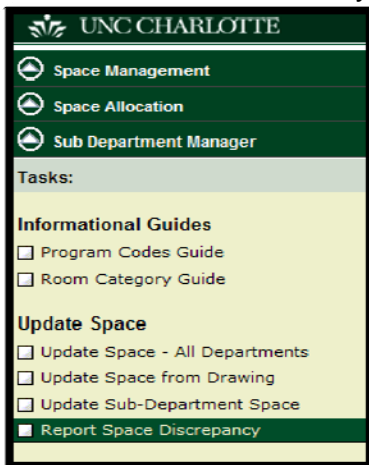 UNC CHARLOTTE
Space Management
Space Allocation
Sub Department Manager
Tasks:
Informational Guides
Program Codes Guide
Room Category Guide
Update Space
Update Space - All Departments
Update Space from Drawing
Update Sub-Department Space
Report Space Discrepancy